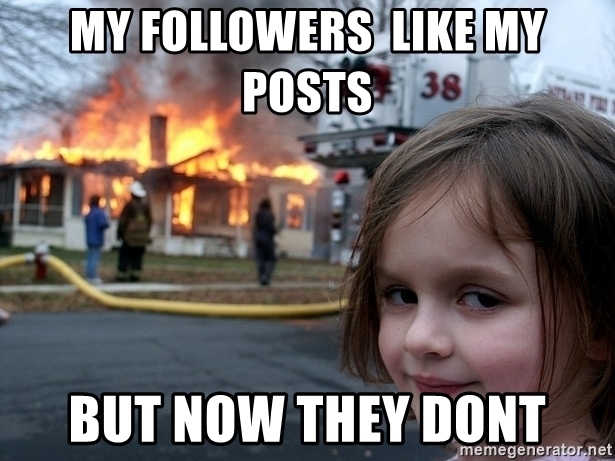 MY FOLLOWERS LIKE MY
POSTS
38
BUT NOW THEY DONT
memegenerator.net